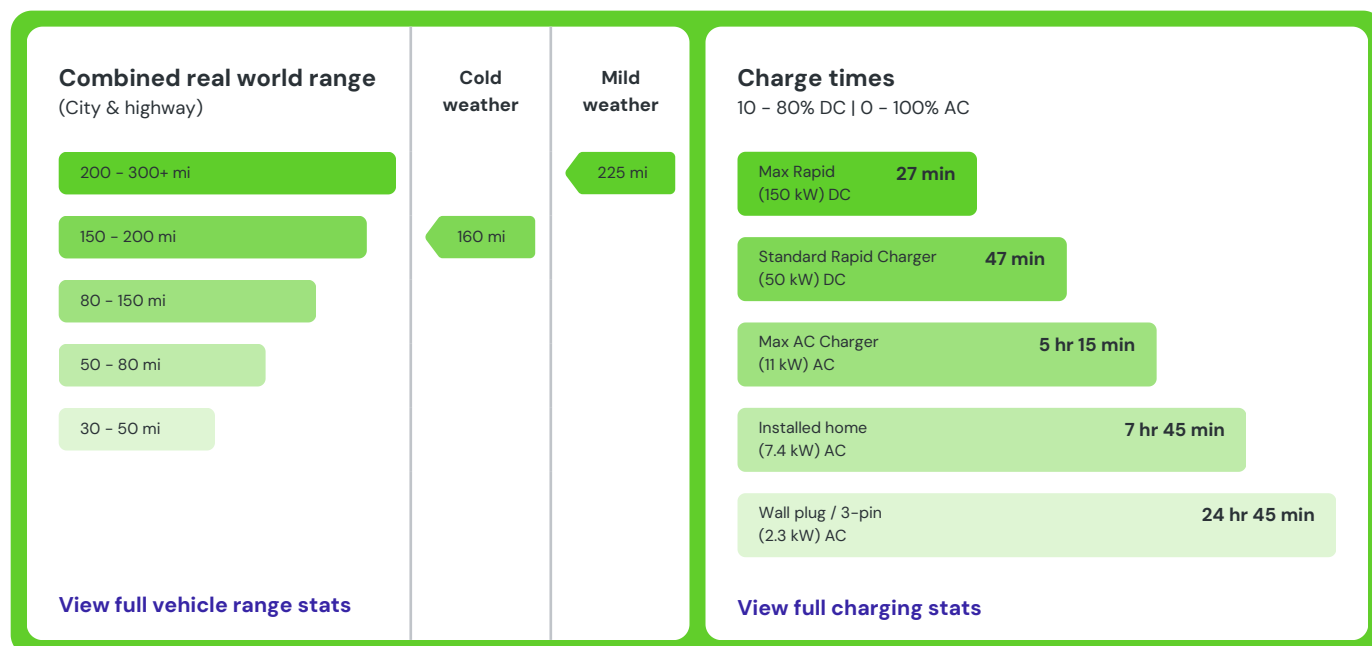 Combined real world range
(City & highway)
Cold
weather
Mild
weather
200 - 300+ mi
225 mi
150 - 200 mi
160 mi
80 - 150 mi
50 - 80 mi
30 - 50 mi
View full vehicle range stats
Charge times
10 - 80% DC | 0 - 100% AC
Max Rapid
(150 kW) DC
27 min
Standard Rapid Charger
(50 kW) DC
47 min
Max AC Charger
(11 kW) AC
5 hr 15 min
Installed home
(7.4 kW) AC
7 hr 45 min
Wall plug / 3-pin
(2.3 kW) AC
24 hr 45 min
View full charging stats